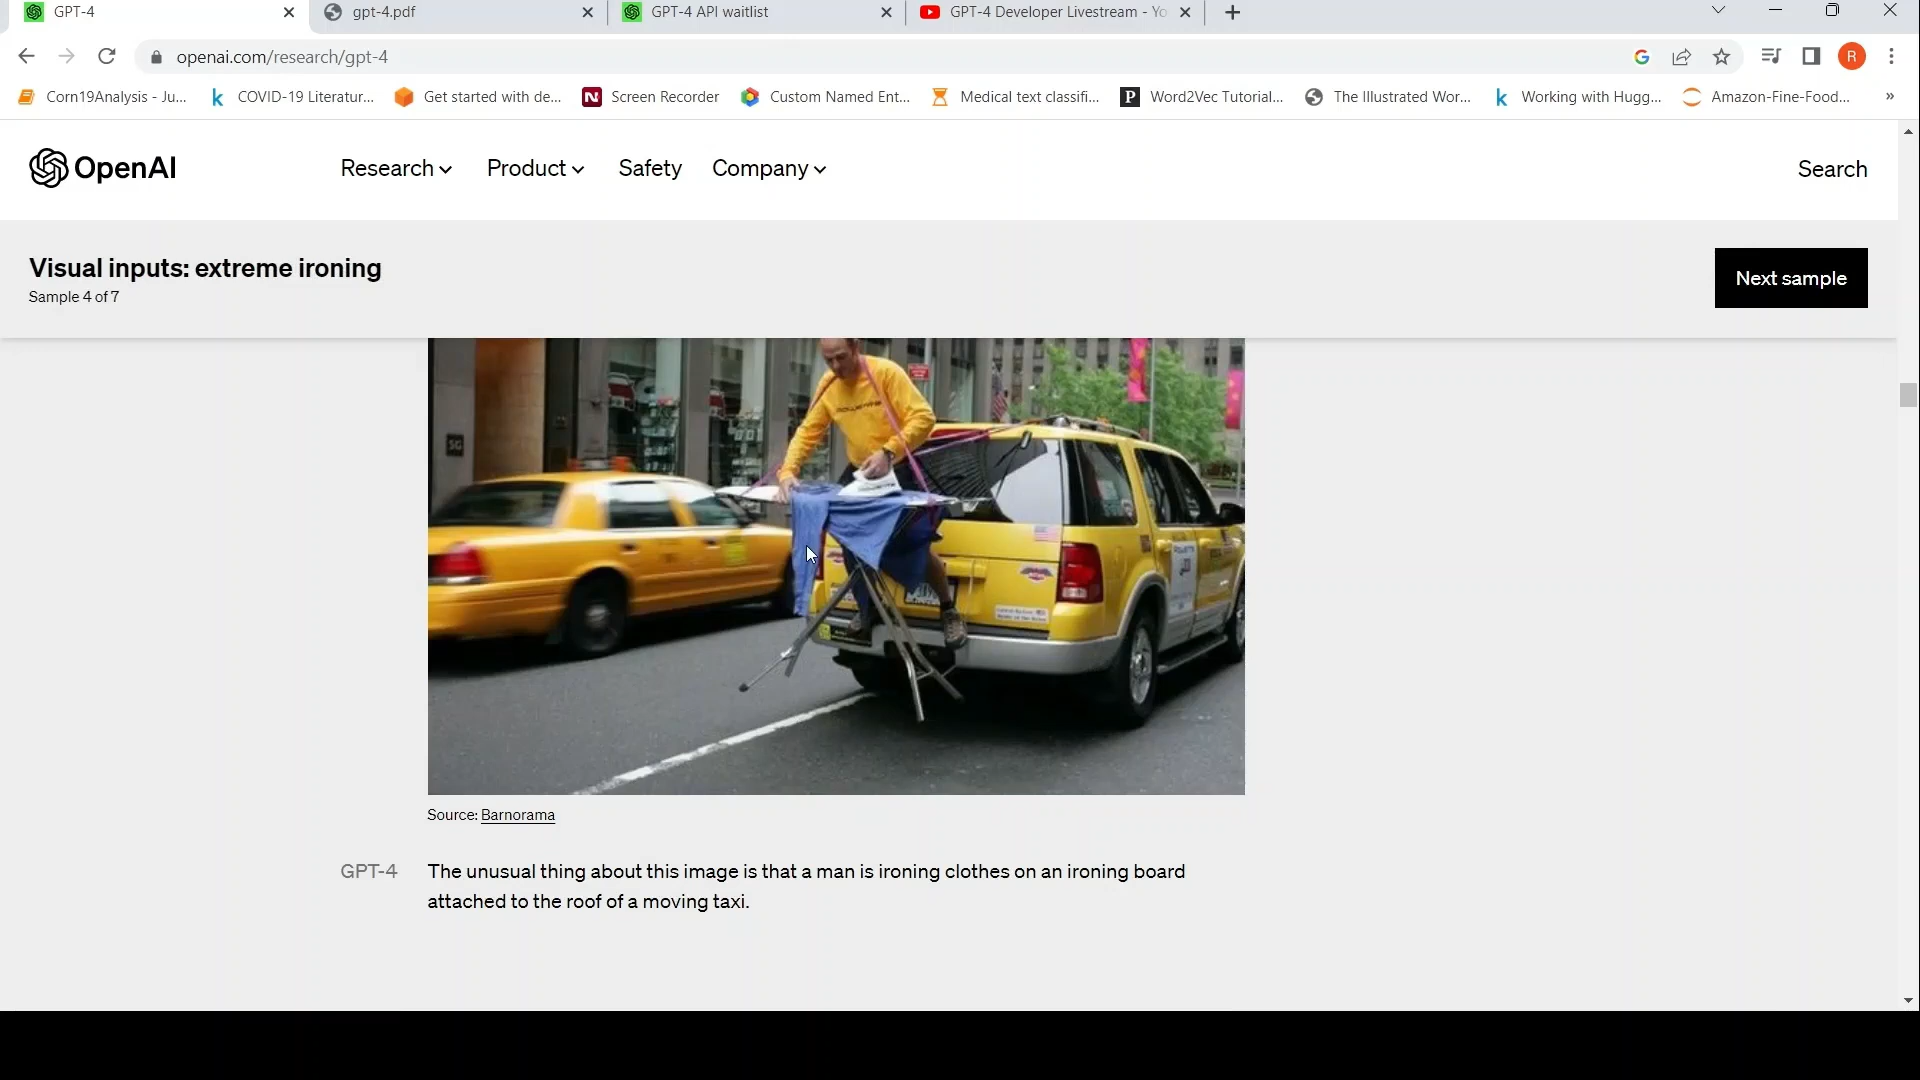 GPT-4
gpt-4.pdf
GPT-4 API waitlist
GPT-4 Developer Livestream - Yo
openai.com/research/gpt-4
R
Corn19Analysis - Ju...
COVID-19 Literatur...
Get started with de...
Screen Recorder
Custom Named Ent...
Medical text classifi...
Word2Vec Tutorial...
The Illustrated Wor...
Working with Hugg...
Amazon-Fine-Food...
»
OpenAI
Research
Product
Safety
Company
Search
Visual inputs: extreme ironing
Sample 4 of 7
Next sample
Source: Barnorama
GPT-4
The unusual thing about this image is that a man is ironing clothes on an ironing board
attached to the roof of a moving taxi.